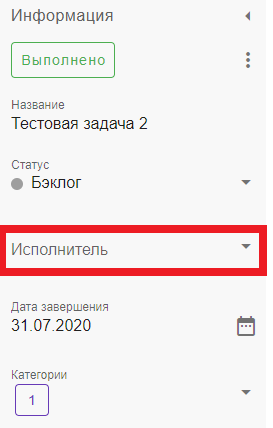 Информация
Выполнено
Название
Тестовая задача 2
Статус
Бэклог
Исполнитель
Дата завершения
31.07.2020
Категории
1